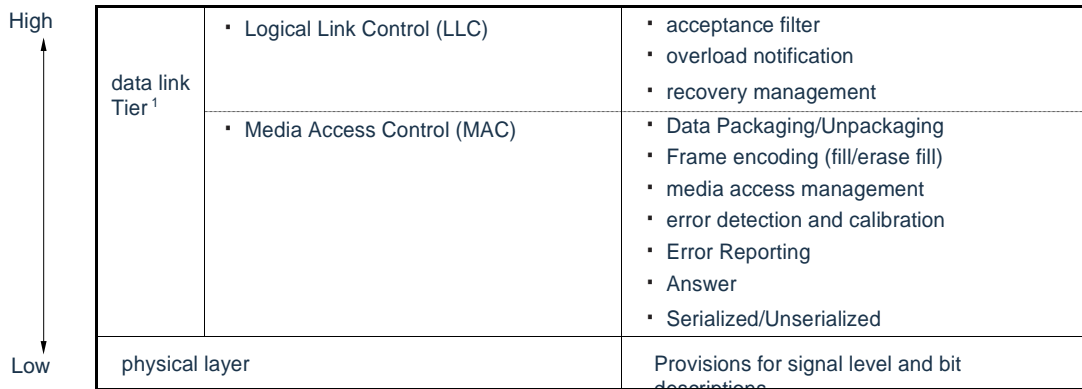 High
Low
data link
Tier 1
· Logical Link Control (LLC)
· acceptance filter
· overload notification
· recovery management
· Media Access Control (MAC)
· Data Packaging/Unpackaging
· Frame encoding (fill/erase fill)
· media access management
· error detection and calibration
· Error Reporting
· Answer
· Serialized/Unserialized
physical layer
Provisions for signal level and bit
descriptions